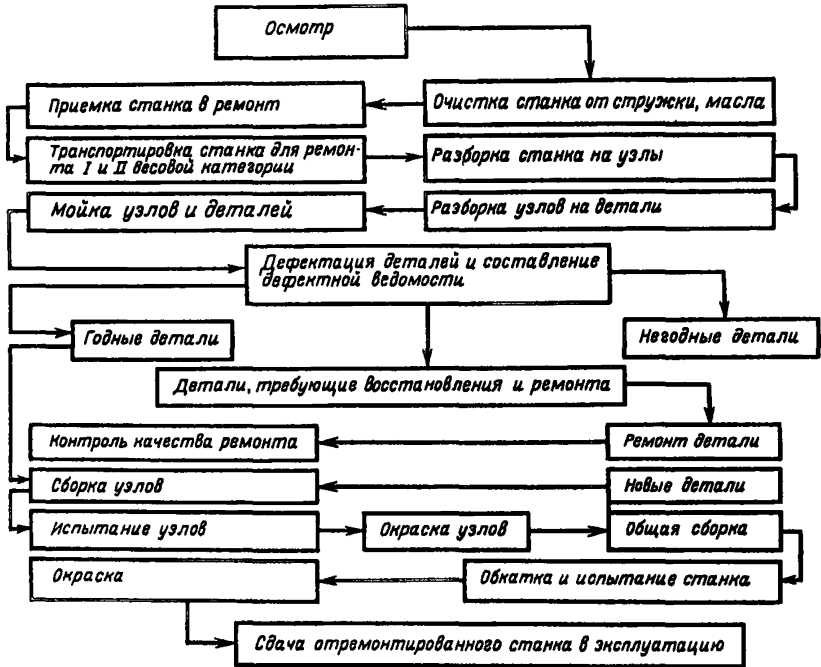 Осмотр
Приемка станка в ремонт
Очистка станка от стружки, масла
Транспортировка станка для ремон-
та I и II весовой категории
Разборка станка на узлы
Мойка узлов и деталей
Разборка узлов на детали
Дефектация деталей и составление
дефектной ведомости
Годные детали
Негодные детали
Детали, требующие восстановления и ремонта
Контроль качества ремонта
Ремонт детали
Сборка узлов
Новые детали
Испытание узлов
Окраска узлов
Общая сборка
Окраска
Обкатка и испытание станка
Сдача отремонтированного станка в эксплуатацию